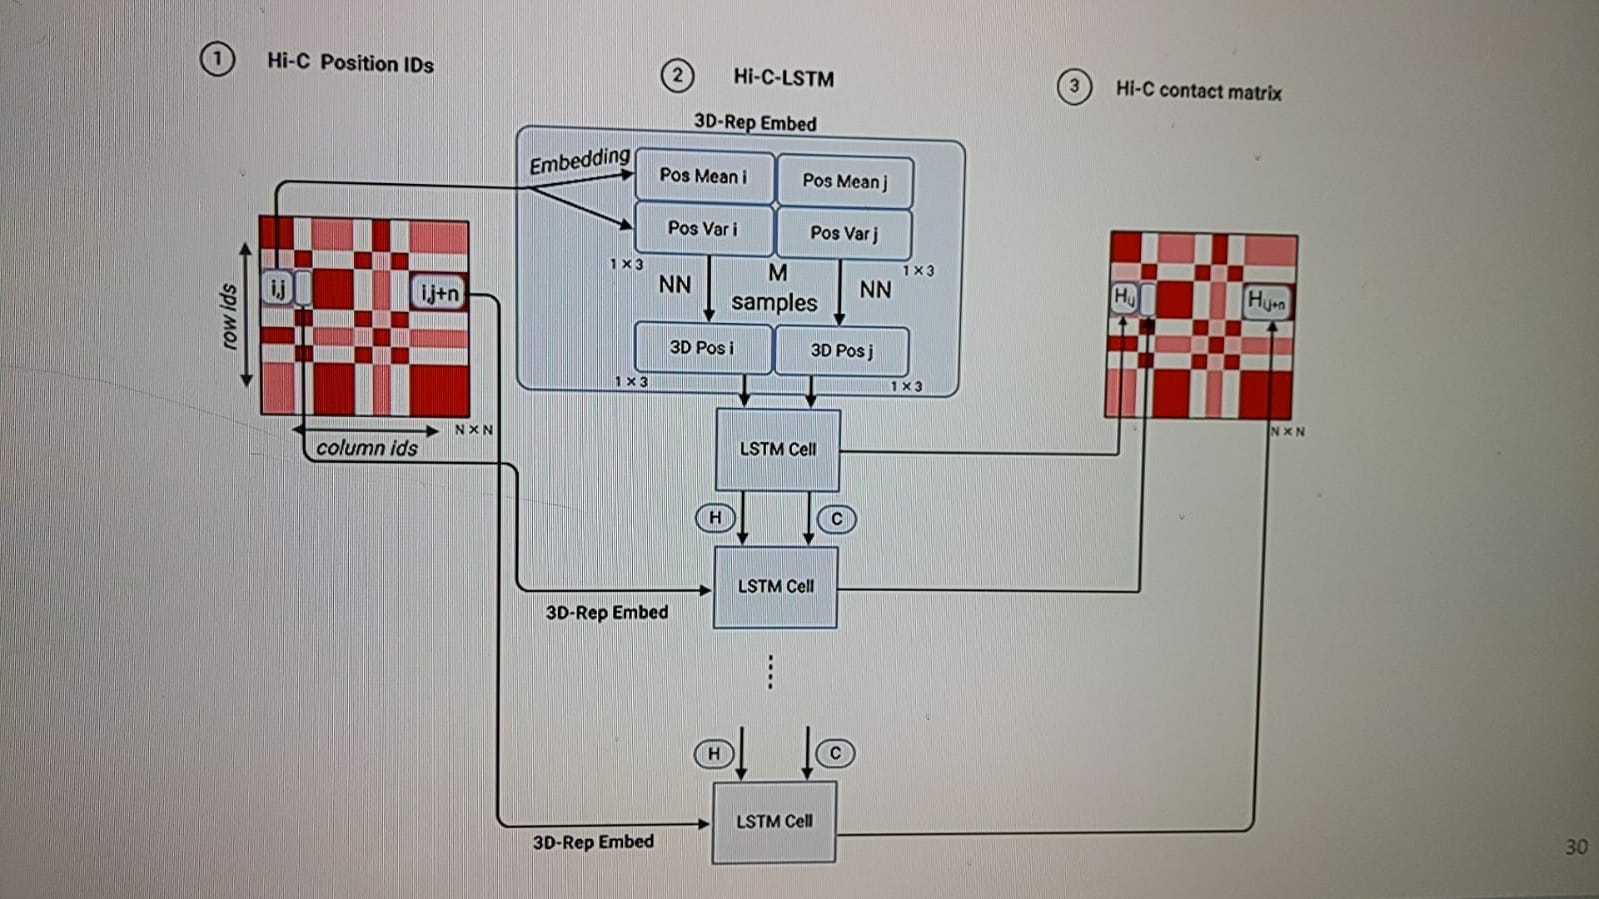 1 Hi-C Position IDs
2 Hi-C-LSTM
3 Hi-C contact matrix
3D-Rep Embed
Embedding
Pos Mean i
Pos Mean j
Pos Var i
Pos Var j
1 × 3
1 × 3
NN
M
samples
NN
3D Pos i
3D Pos j
1 × 3
1 × 3
row ids
i,j
i,j+n
N × N
column ids
LSTM Cell
H
C
LSTM Cell
3D-Rep Embed
H
C
LSTM Cell
3D-Rep Embed
Hi,j
Hi,j+n
N × N
30